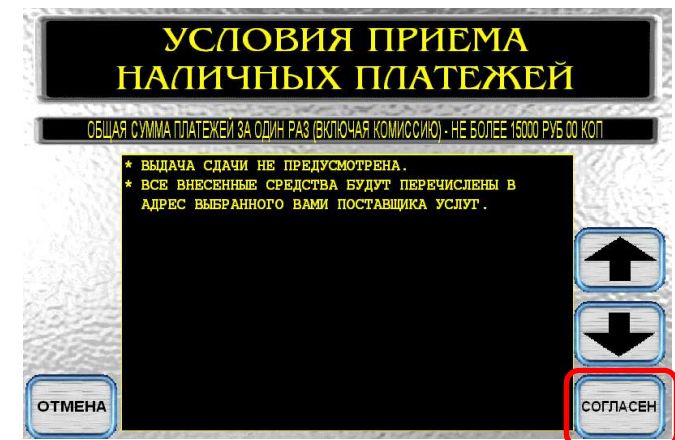 УСЛОВИЯ ПРИЕМА
НАЛИЧНЫХ ПЛАТЕЖЕЙ
ОБЩАЯ СУММА ПЛАТЕЖЕЙ ЗА ОДИН РАЗ (ВКЛЮЧАЯ КОМИССИЮ) - НЕ БОЛЕЕ 15000 РУБ 00 КОП
* ВЫДАЧА СДАЧИ НЕ ПРЕДУСМОТРЕНА.
* ВСЕ ВНЕСЕННЫЕ СРЕДСТВА БУДУТ ПЕРЕЧИСЛЕНЫ В
АДРЕС ВЫБРАННОГО ВАМИ ПОСТАВЩИКА УСЛУГ.
ОТМЕНА
СОГЛАСЕН